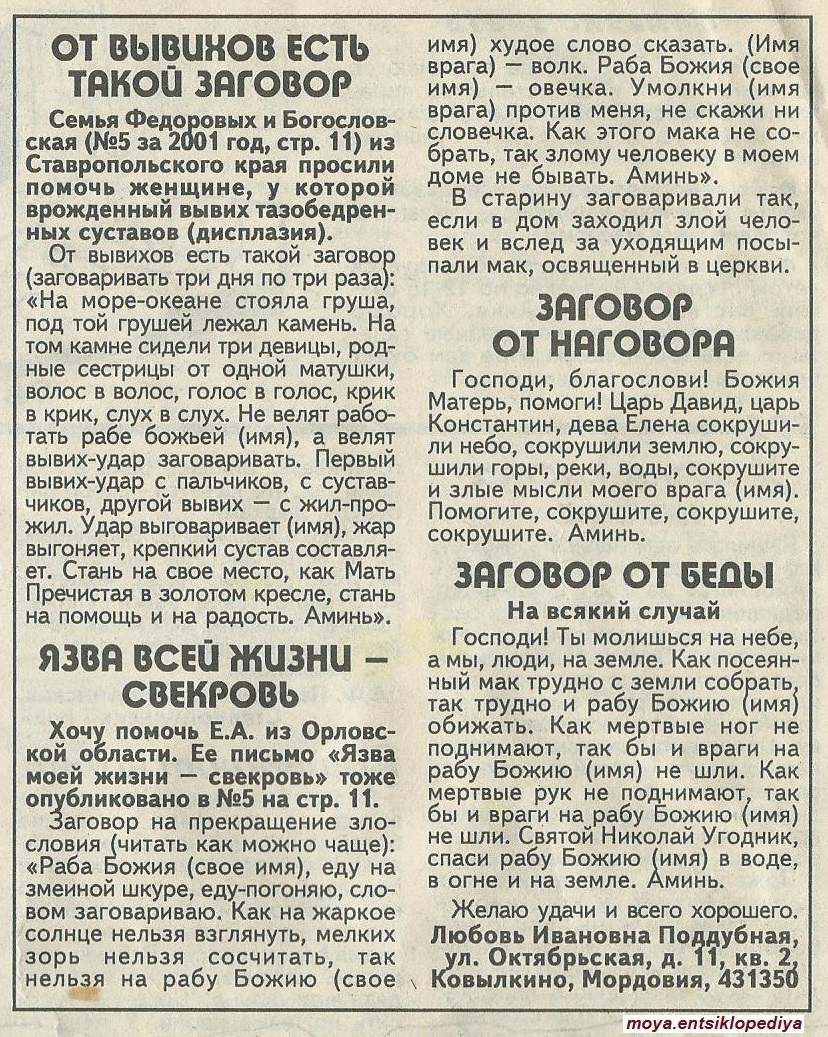 ОТ ВЫВИХОВ ЕСТЬ
ТАКОЙ ЗАГОВОР
Семья Федоровых и Богослов-
ская (№5 за 2001 год, стр. 11) из
Ставропольского края просили
помочь женщине, у которой
врожденный вывих тазобедрен-
ных суставов (дисплазия).
От вывихов есть такой заговор
(заговаривать три дня по три раза):
«На море-океане стояла груша,
под той грушей лежал камень. На
том камне сидели три девицы, род-
ные сестрицы от одной матушки,
волос в волос, голос в голос, крик
в крик, слух в слух. Не велят рабо-
тать рабе божьей (имя), а велят
вывих-удар заговаривать. Первый
вывих-удар с пальчиков, с сустав-
чиков, другой вывих — с жил-про-
жил. Удар выговаривает (имя), жар
выгоняет, крепкий сустав составля-
ет. Стань на свое место, как Мать
Пречистая в золотом кресле, стань
на помощь и на радость. Аминь».
ЯЗВА ВСЕЙ ЖИЗНИ –
СВЕКРОВЬ
Хочу помочь Е.А. из Орловс-
кой области. Ее письмо «Язва
моей жизни — свекровь» тоже
опубликовано в №5 на стр. 11.
Заговор на прекращение зло-
словия (читать как можно чаще):
«Раба Божия (свое имя), еду на
змеиной шкуре, еду-погоняю, сло-
вом заговариваю. Как на жаркое
солнце нельзя взглянуть, мелких
зорь нельзя сосчитать, так
нельзя на рабу Божию (свое
имя) худое слово сказать. (Имя
врага) — волк. Раба Божия (свое
имя) — овечка. Умолкни (имя
врага) против меня, не скажи ни
словечка. Как этого мака не со-
брать, так злому человеку в моем
доме не бывать. Аминь».
В старину заговаривали так,
если в дом заходил злой чело-
век и вслед за уходящим посы-
пали мак, освященный в церкви.
ЗАГОВОР
ОТ НАГОВОРА
Господи, благослови! Божия
Матерь, помоги! Царь Давид, царь
Константин, дева Елена сокруши-
ли небо, сокрушили землю, сокру-
шили горы, реки, воды, сокрушите
и злые мысли моего врага (имя).
Помогите, сокрушите, сокрушите,
сокрушите. Аминь.
ЗАГОВОР ОТ БЕДЫ
На всякий случай
Господи! Ты молишься на небе,
а мы, люди, на земле. Как посеян-
ный мак трудно с земли собрать,
так трудно и рабу Божию (имя)
обижать. Как мертвые ног не
поднимают, так бы и враги на
рабу Божию (имя) не шли. Как
мертвые рук не поднимают, так
бы и враги на рабу Божию (имя)
не шли. Святой Николай Угодник,
спаси рабу Божию (имя) в воде,
в огне и на земле. Аминь.
Желаю удачи и всего хорошего.
Любовь Ивановна Поддубная,
ул. Октябрьская, д. 11, кв. 2,
Ковылкино, Мордовия, 431350
moya.entsiklopediya